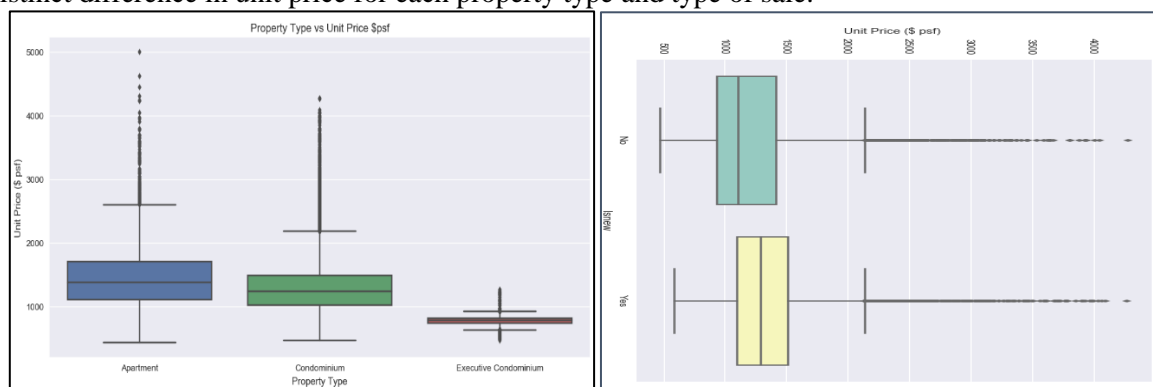 distinct difference in unit price for each property type and type of sale.
Property Type vs Unit Price $psf
5000
4000
3000
2000
1000
Unit Price ($ psf)
Apartment
Condominium
Executive Condominium
Property Type
Unit Price ($ psf)
500
1000
1500
2000
2500
3000
3500
4000
No
Yes
Isnew